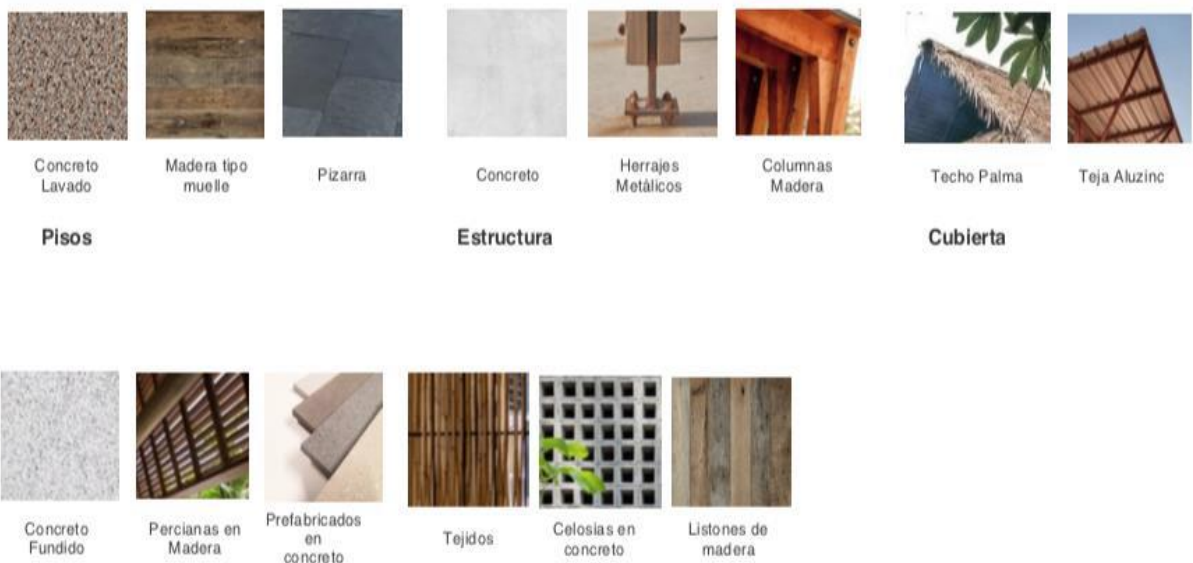 Concreto
Lavado
Madera tipo
muelle
Pizarra
Concreto
Herrajes
Metálicos
Columnas
Madera
Techo Palma
Teja Aluzinc
Pisos
Estructura
Cubierta
Concreto
Fundido
Percianas en
Madera
Prefabricados
en
concreto
Tejidos
Celosias en
concreto
Listones de
madera